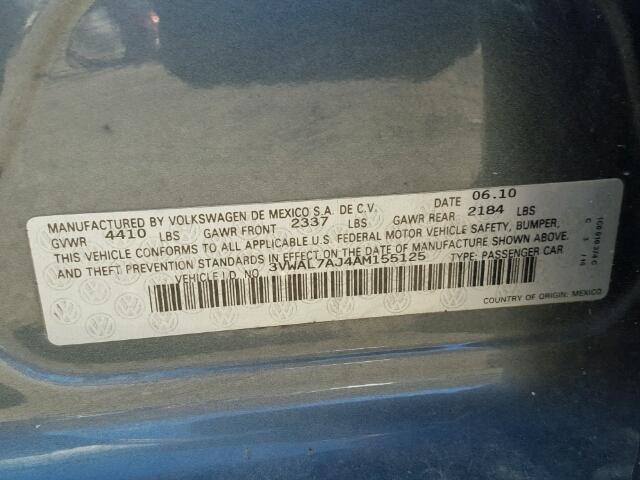 MANUFACTURED BY VOLKSWAGEN DE MEXICO S.A. DE C.V. DATE 06.10
GVWR 4410 LBS GAWR FRONT 2337 LBS GAWR REAR 2184 LBS
THIS VEHICLE CONFORMS TO ALL APPLICABLE U.S. FEDERAL MOTOR VEHICLE SAFETY, BUMPER,
AND THEFT PREVENTION STANDARDS IN EFFECT ON THE DATE OF MANUFACTURE SHOWN ABOVE.
VEHICLE I.D. NO. 3VWAL7AJ4AM155125 TYPE: PASSENGER CAR
COUNTRY OF ORIGIN: MEXICO